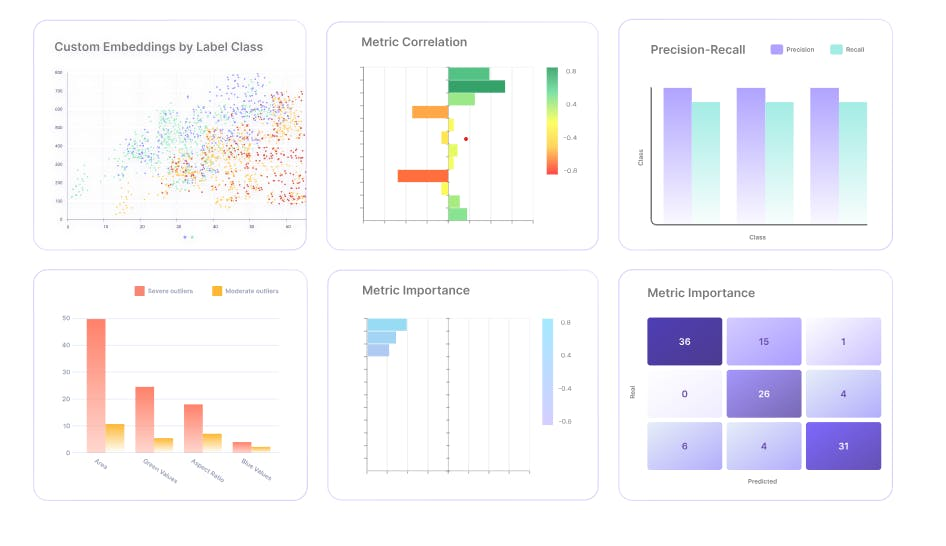 Custom Embeddings by Label Class
800
700
600
500
400
300
200
100
0
0 10 20 30 40 50 60
Metric Correlation
0.8
0.4
-0.4
-0.8
Precision-Recall
Precision
Recall
Class
Class
Severe outliers
Moderate outliers
50
40
30
20
10
0
Area
Green Values
Aspect Ratio
Blue Values
Metric Importance
0.8
0.4
-0.4
-0.8
Metric Importance
36 15 1
0 26 4
6 4 31
Real
Predicted